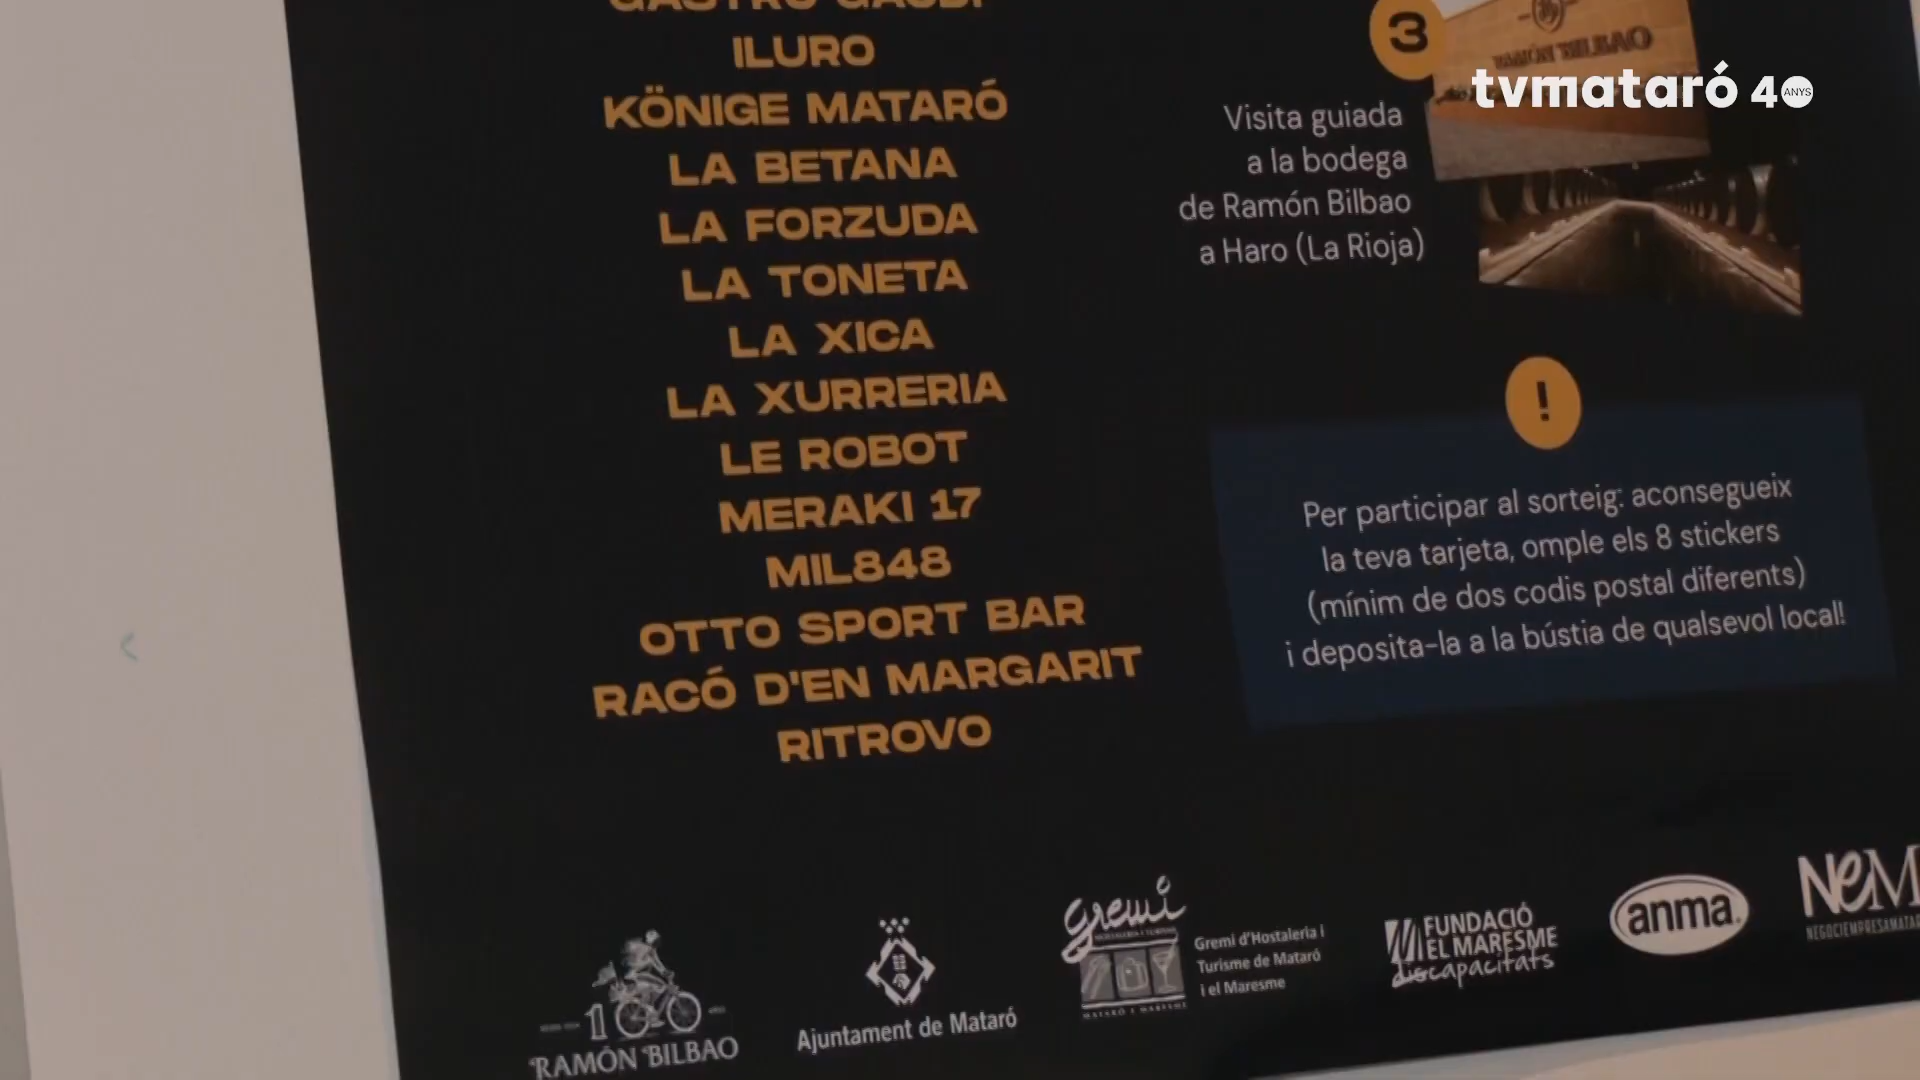 GASTRO GAUDÍ
ILURO
KÖNIGE MATARÓ
LA BETANA
LA FORZUDA
LA TONETA
LA XICA
LA XURRERIA
LE ROBOT
MERAKI 17
MIL848
OTTO SPORT BAR
RACÓ D'EN MARGARIT
RITROVO
3
RAMÓN BILBAO
tvmataró 40
ANYS
Visita guiada
a la bodega
de Ramón Bilbao
a Haro (La Rioja)
!
Per participar al sorteig: aconsegueix
la teva tarjeta, omple els 8 stickers
(mínim de dos codis postal diferents)
i deposita-la a la bústia de qualsevol local!
RAMÓN BILBAO
Ajuntament de Mataró
gremi
MATARÓ I MARESME
Gremi d'Hostaleria i
Turisme de Mataró
i el Maresme
FUNDACIÓ
EL MARESME
discapacitats
anma
NeM